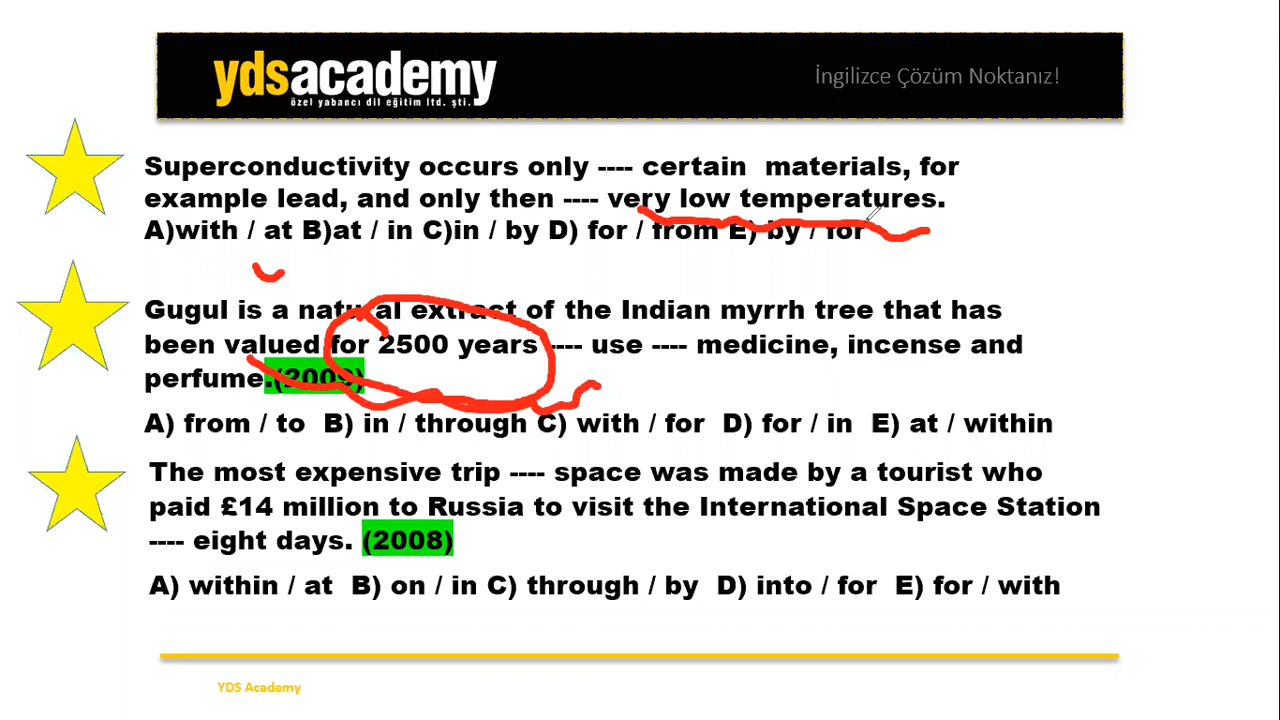 ydsacademy
özel yabancı dil eğitim ltd. şti.
İngilizce Çözüm Noktanız!
Superconductivity occurs only ---- certain materials, for
example lead, and only then ---- very low temperatures.
A)with / at B)at / in C)in / by D) for / from E) by / for
Gugul is a natural extract of the Indian myrrh tree that has
been valued for 2500 years ---- use ---- medicine, incense and
perfume.(2009)
A) from / to B) in / through C) with / for D) for / in E) at / within
The most expensive trip ---- space was made by a tourist who
paid £14 million to Russia to visit the International Space Station
---- eight days. (2008)
A) within / at B) on / in C) through / by D) into / for E) for / with
YDS Academy